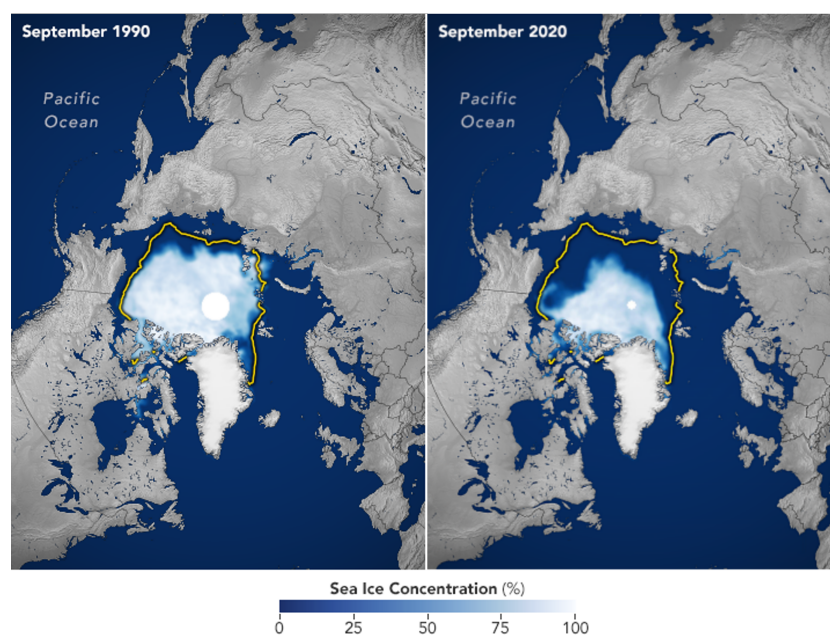 September 1990
September 2020
Pacific
Ocean
Pacific
Ocean
Sea Ice Concentration (%)
0 25 50 75 100